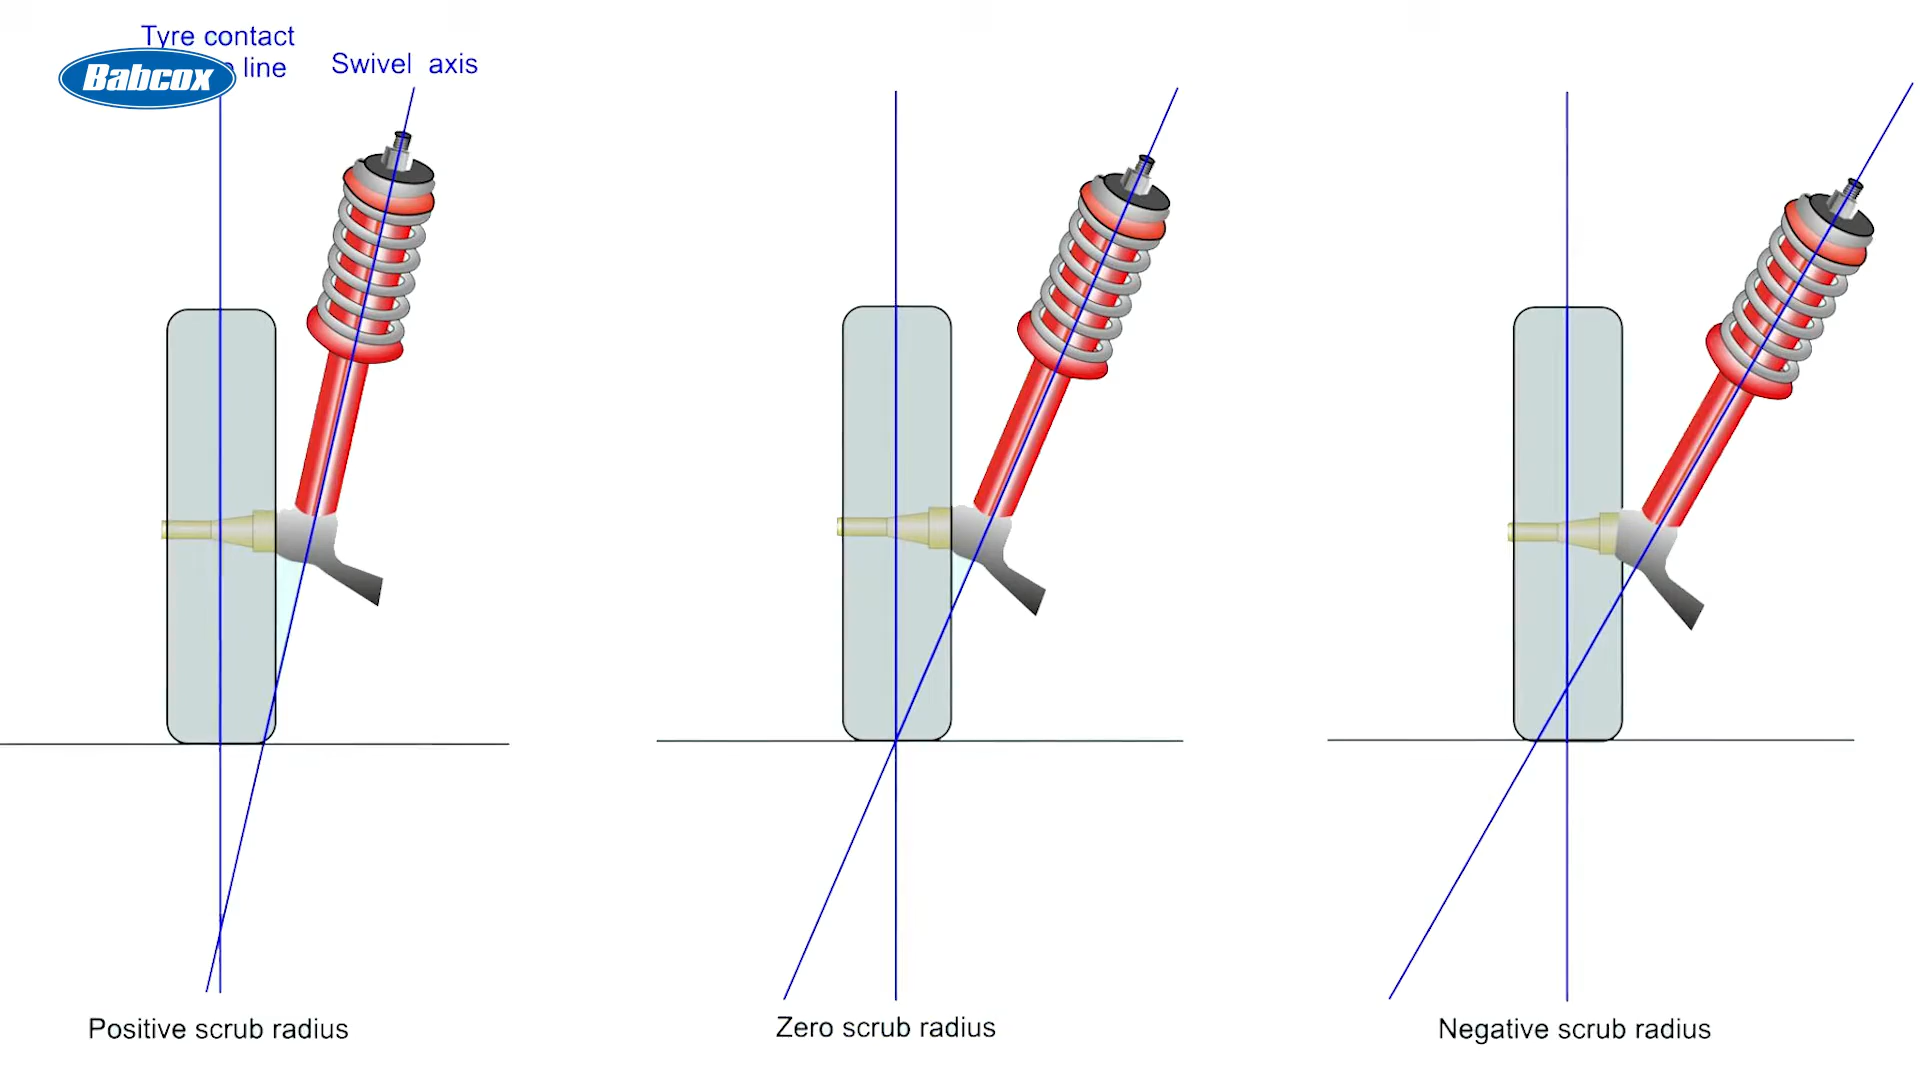 Tyre contact
line
Swivel axis
Babcox
Positive scrub radius
Zero scrub radius
Negative scrub radius